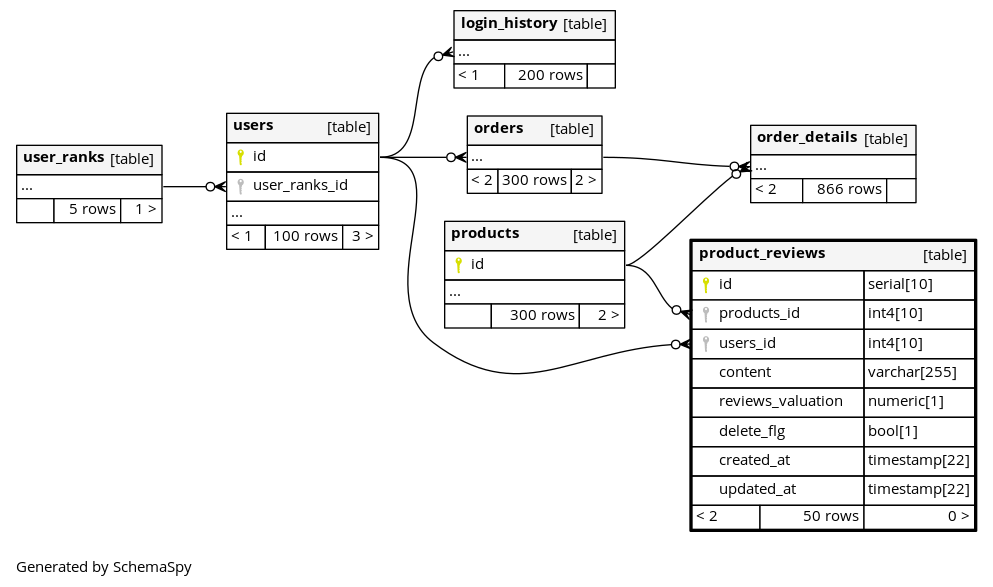 login_history [table]
...
< 1 200 rows
users [table]
id
user_ranks_id
...
< 1 100 rows 3 >
orders [table]
...
< 2 300 rows 2 >
order_details [table]
...
< 2 866 rows
user_ranks [table]
...
5 rows 1 >
products [table]
id
...
300 rows 2 >
product_reviews [table]
id serial[10]
products_id int4[10]
users_id int4[10]
content varchar[255]
reviews_valuation numeric[1]
delete_flg bool[1]
created_at timestamp[22]
updated_at timestamp[22]
< 2 50 rows 0 >
Generated by SchemaSpy